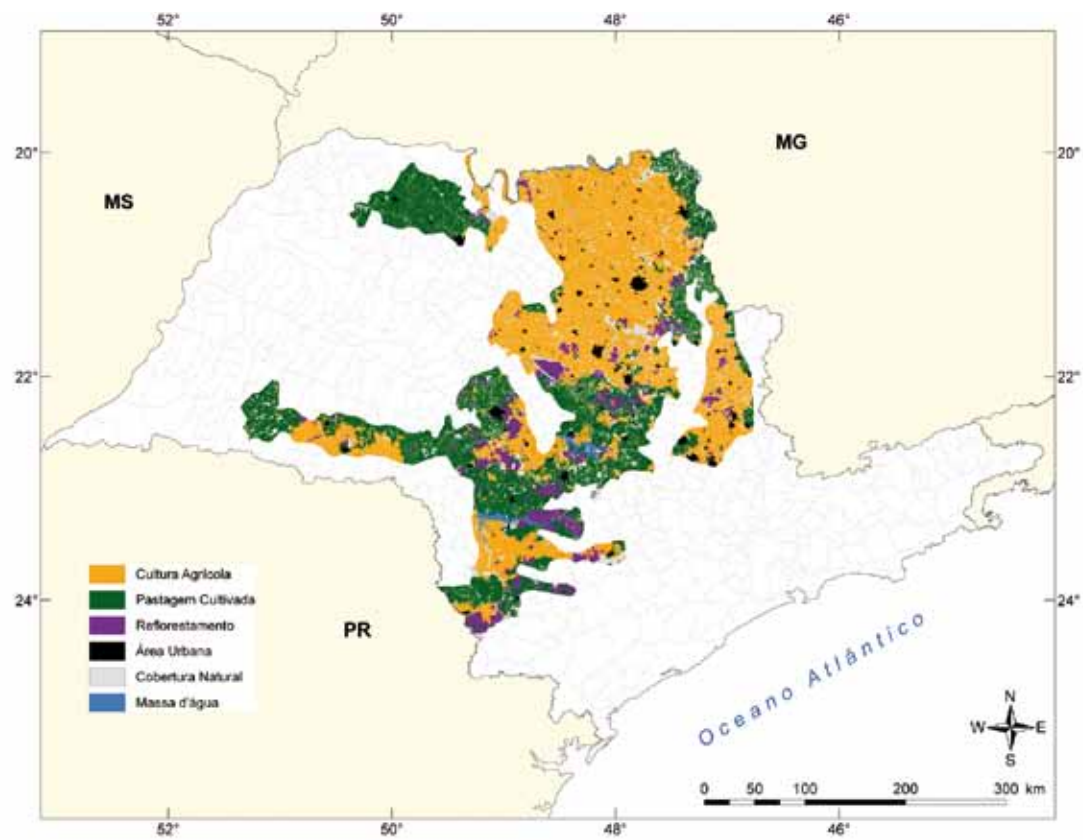 52° 50° 48° 46°
20° MG 20°
MS
22° 22°
Cultura Agrícola
Pastagem Cultivada
Reflorestamento
Área Urbana
Cobertura Natural
Massa d'água
24° 24°
PR
Oceano Atlântico
N
W E
S
0 50 100 200 300 km
52° 50° 48° 46°